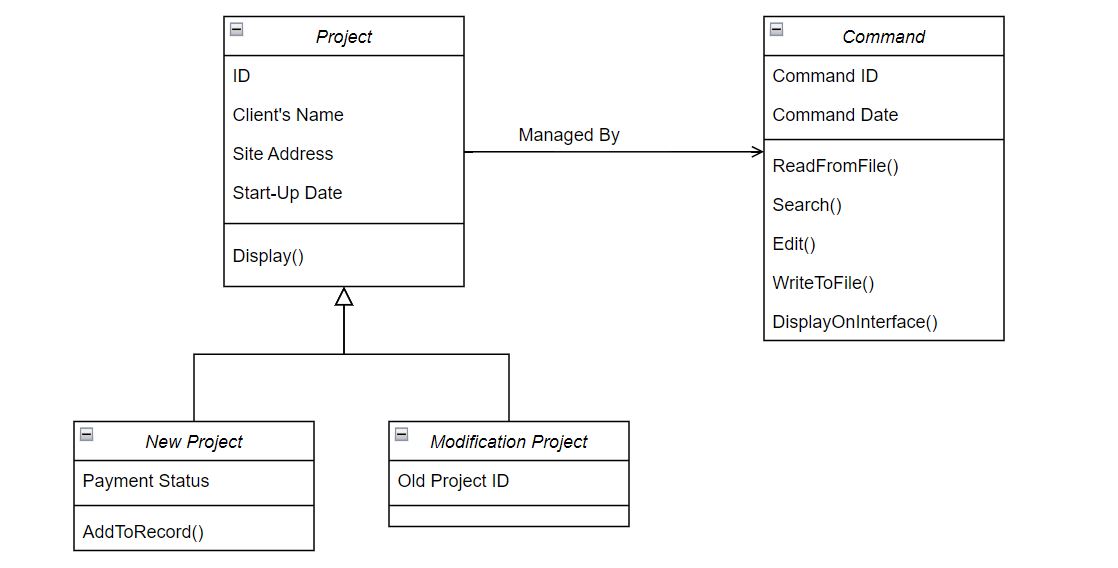 Project
ID
Client's Name
Site Address
Start-Up Date
Display()
Managed By
Command
Command ID
Command Date
ReadFromFile()
Search()
Edit()
WriteToFile()
DisplayOnInterface()
New Project
Payment Status
AddToRecord()
Modification Project
Old Project ID